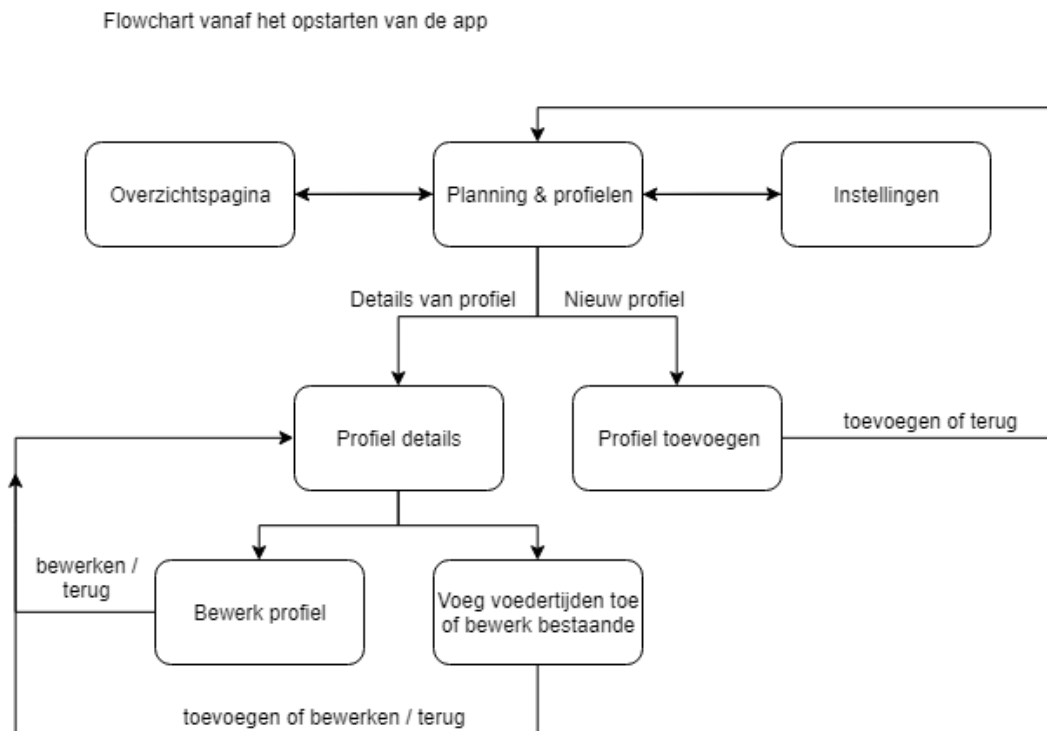 Flowchart vanaf het opstarten van de app
Overzichtspagina
Planning & profielen
Instellingen
Details van profiel
Nieuw profiel
Profiel details
Profiel toevoegen
toevoegen of terug
bewerken /
terug
Bewerk profiel
Voeg voedertijden toe
of bewerk bestaande
toevoegen of bewerken / terug